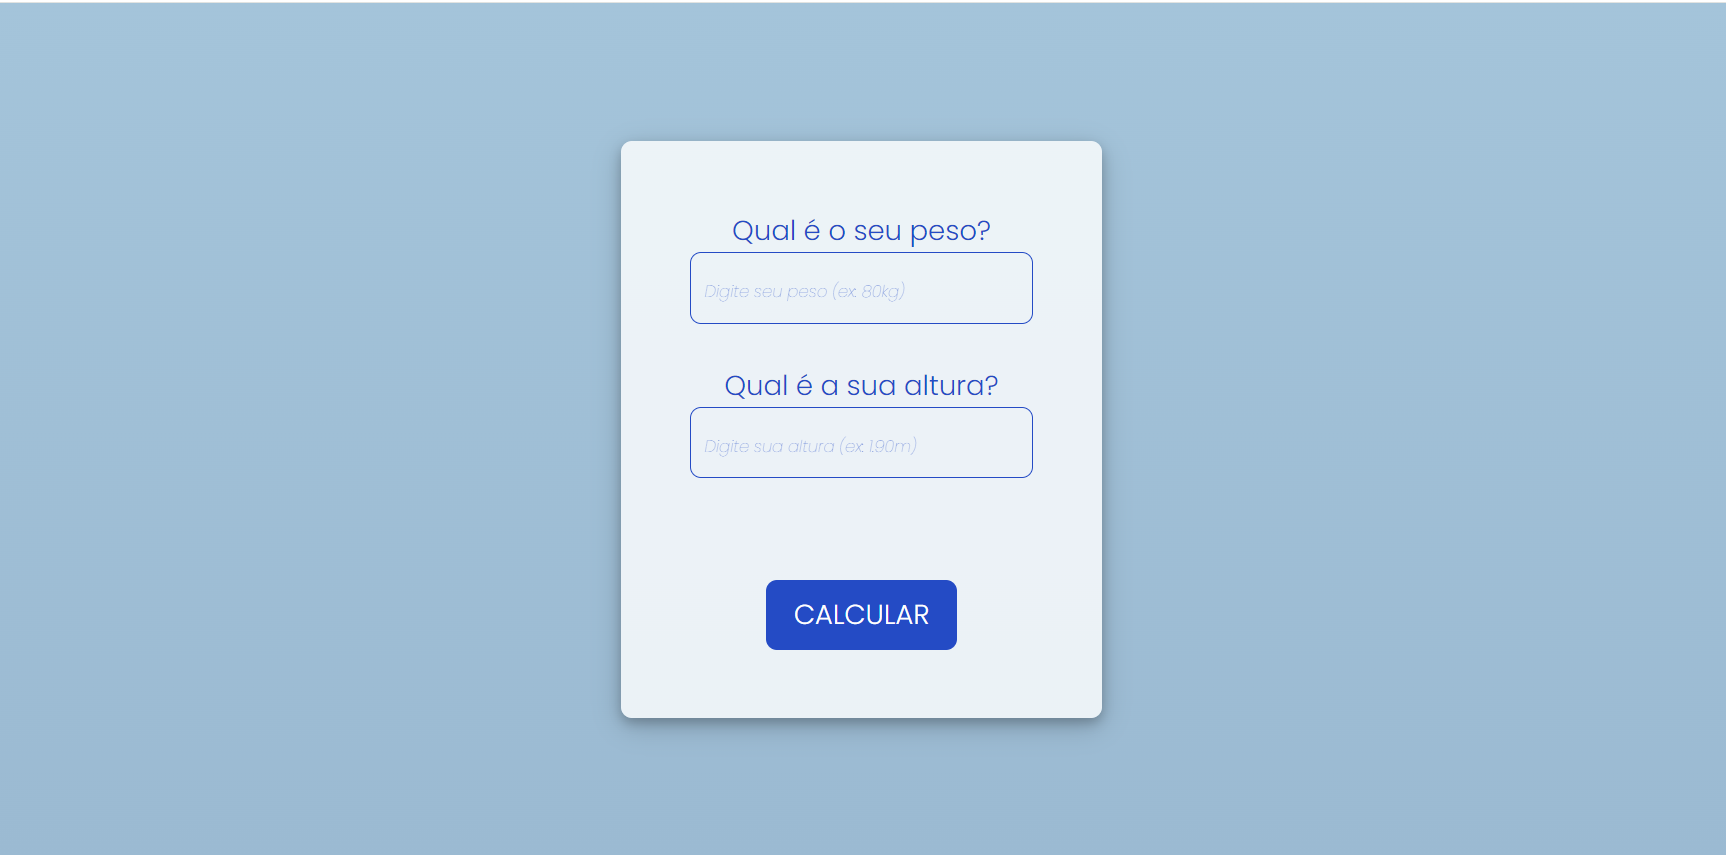 Qual é o seu peso?
Digite seu peso (ex: 80kg)
Qual é a sua altura?
Digite sua altura (ex: 1.90m)
CALCULAR